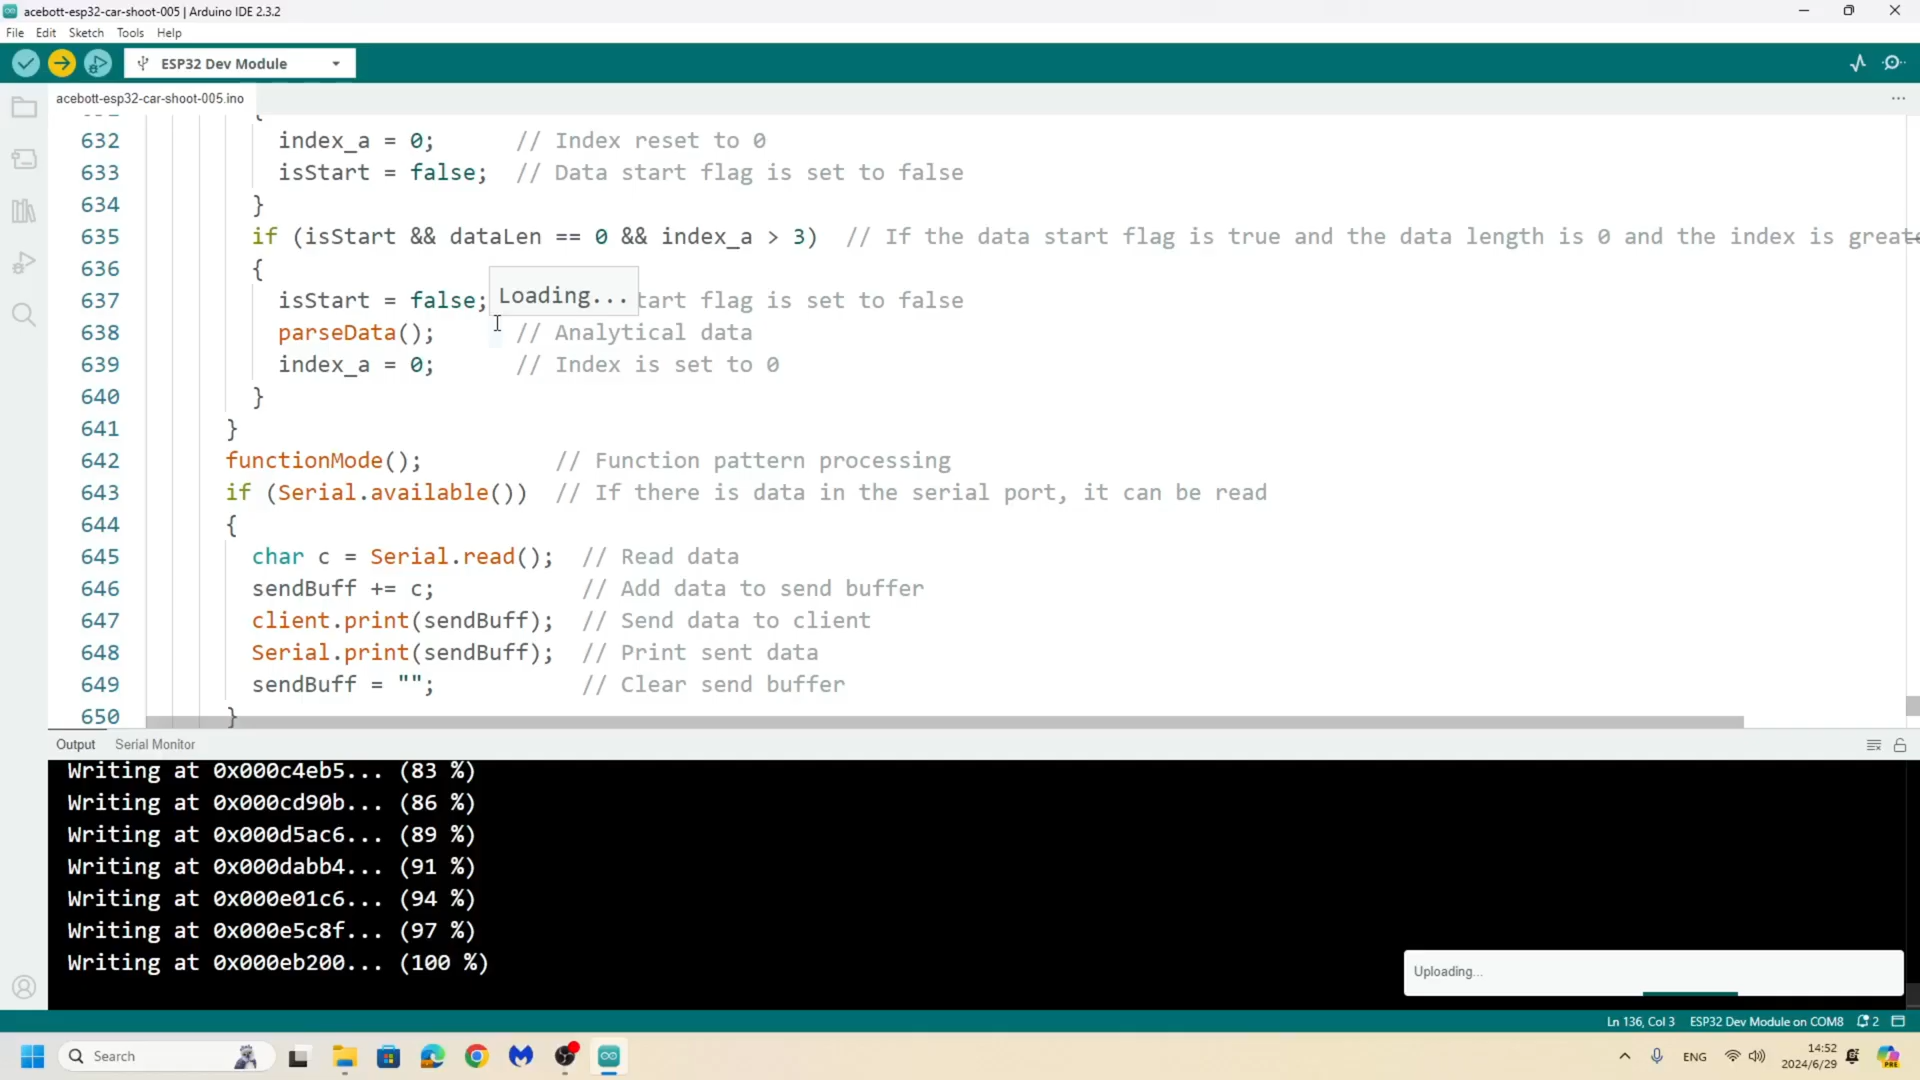 acebott-esp32-car-shoot-005 | Arduino IDE 2.3.2
File Edit Sketch Tools Help
ESP32 Dev Module
acebott-esp32-car-shoot-005.ino
632 index_a = 0; // Index reset to 0
633 isStart = false; // Data start flag is set to false
634 }
635 if (isStart && dataLen == 0 && index_a > 3) // If the data start flag is true and the data length is 0 and the index is
636 {
637 isStart = false; Loading... flag is set to false
638 parseData(); // Analytical data
639 index_a = 0; // Index is set to 0
640 }
641 }
642 functionMode(); // Function pattern processing
643 if (Serial.available()) // If there is data in the serial port, it can be read
644 {
645 char c = Serial.read(); // Read data
646 sendBuff += c; // Add data to send buffer
647 client.print(sendBuff); // Send data to client
648 Serial.print(sendBuff); // Print sent data
649 sendBuff = ""; // Clear send buffer
650 }
Output Serial Monitor
Writing at 0x000c4eb5... (83 %)
Writing at 0x000cd90b... (86 %)
Writing at 0x000d5ac6... (89 %)
Writing at 0x000dabb4... (91 %)
Writing at 0x000e01c6... (94 %)
Writing at 0x000e5c8f... (97 %)
Writing at 0x000eb200... (100 %)
Uploading...
Ln 136, Col 3 ESP32 Dev Module on COM8 2
Search
ENG
14:52
2024/6/29
PRE